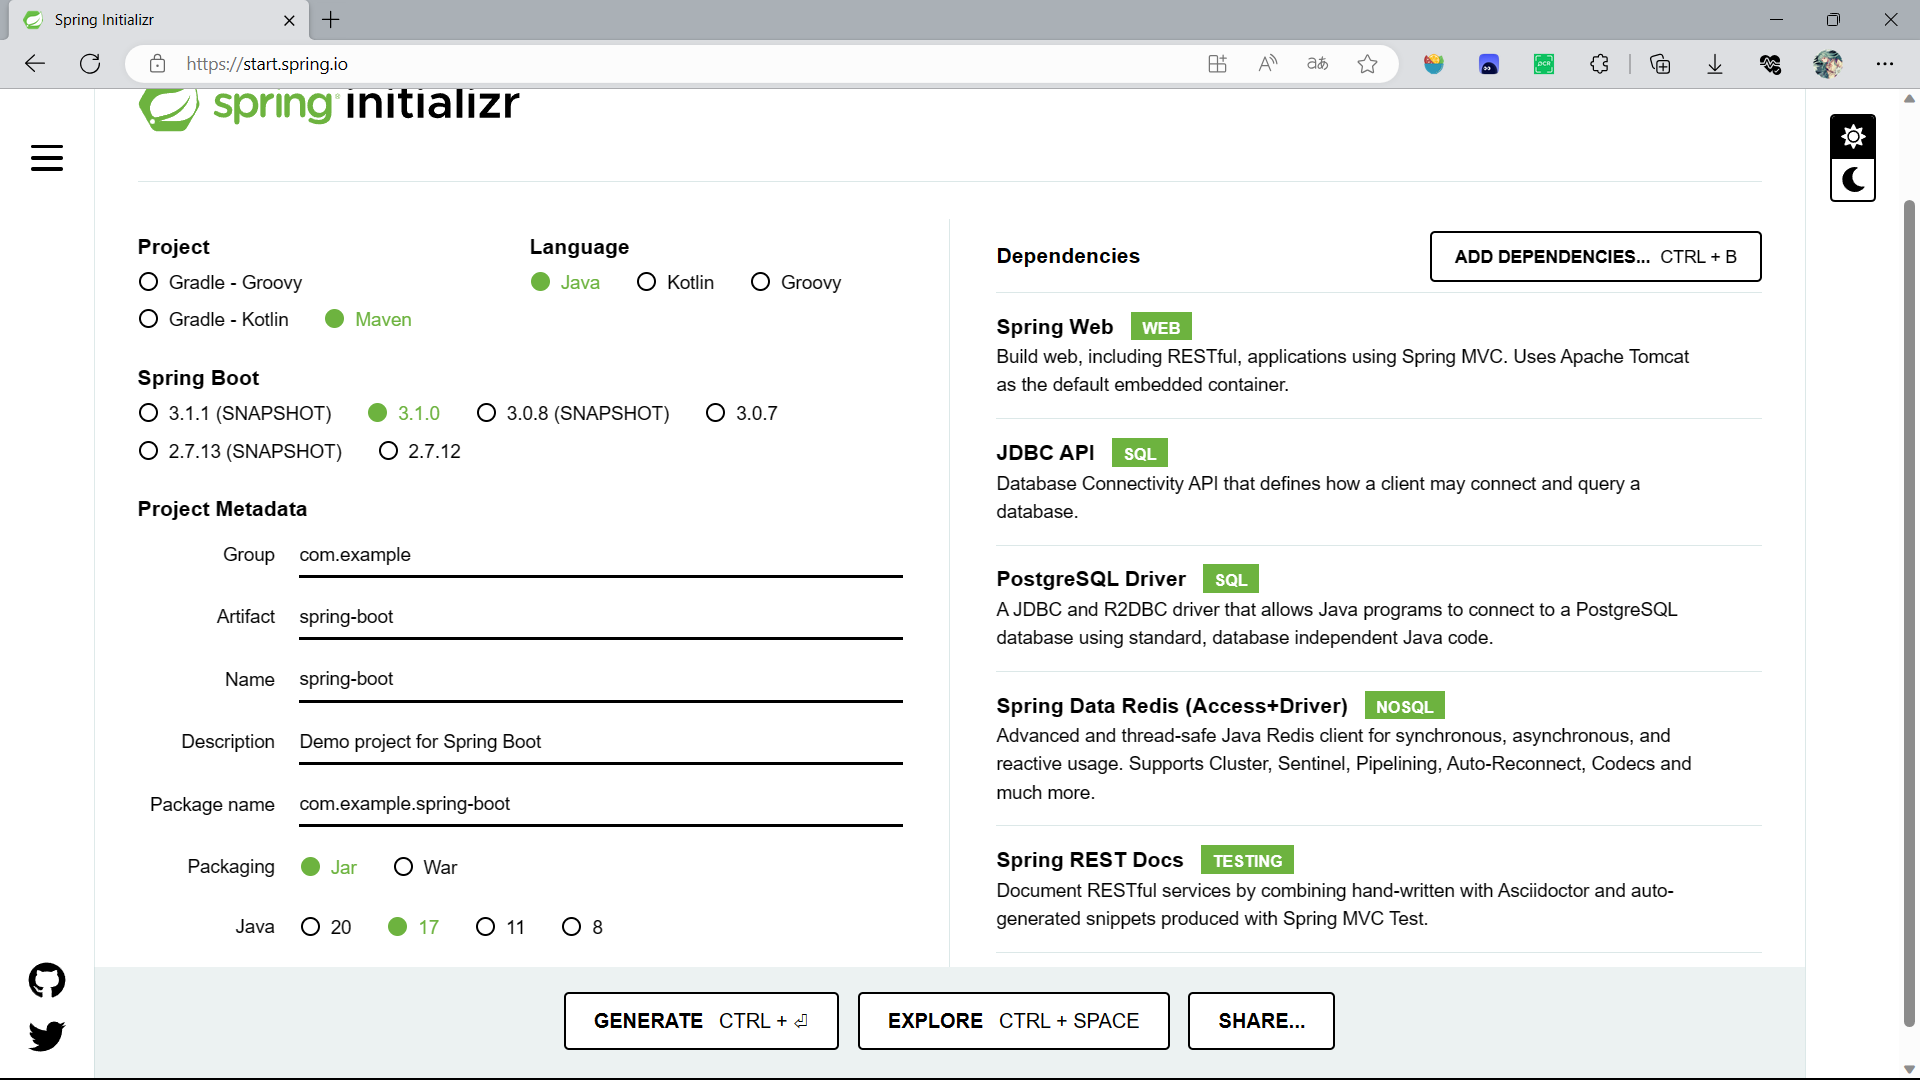 Spring Initializr
https://start.spring.io
spring initializr
Project
Gradle - Groovy
Gradle - Kotlin
Maven
Language
Java
Kotlin
Groovy
Spring Boot
3.1.1 (SNAPSHOT)
3.1.0
3.0.8 (SNAPSHOT)
3.0.7
2.7.13 (SNAPSHOT)
2.7.12
Project Metadata
Group com.example
Artifact spring-boot
Name spring-boot
Description Demo project for Spring Boot
Package name com.example.spring-boot
Packaging Jar War
Java 20 17 11 8
Dependencies
ADD DEPENDENCIES... CTRL + B
Spring Web WEB
Build web, including RESTful, applications using Spring MVC. Uses Apache Tomcat
as the default embedded container.
JDBC API SQL
Database Connectivity API that defines how a client may connect and query a
database.
PostgreSQL Driver SQL
A JDBC and R2DBC driver that allows Java programs to connect to a PostgreSQL
database using standard, database independent Java code.
Spring Data Redis (Access+Driver) NOSQL
Advanced and thread-safe Java Redis client for synchronous, asynchronous, and
reactive usage. Supports Cluster, Sentinel, Pipelining, Auto-Reconnect, Codecs and
much more.
Spring REST Docs TESTING
Document RESTful services by combining hand-written with Asciidoctor and auto-
generated snippets produced with Spring MVC Test.
GENERATE CTRL + ⏎
EXPLORE CTRL + SPACE
SHARE...